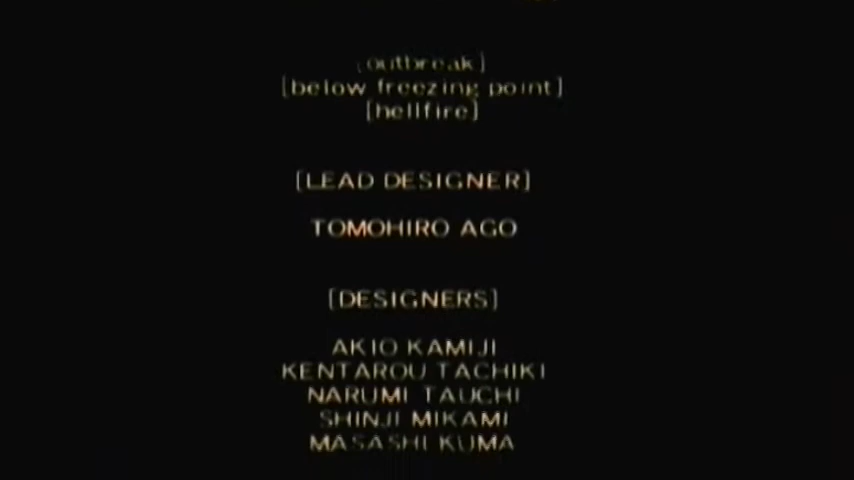 [outbreak]
[below freezing point]
[hellfire]
[LEAD DESIGNER]
TOMOHIRO AGO
[DESIGNERS]
AKIO KAMIJI
KENTAROU TACHIKI
NARUMI TAUCHI
SHINJI MIKAMI
MASASHI KUMA